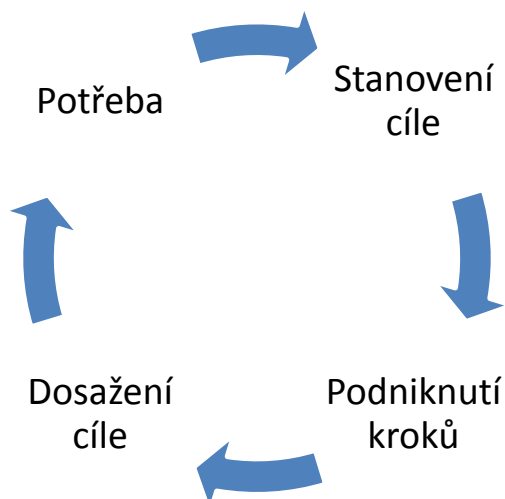 Potřeba
Stanovení
cíle
Podniknutí
kroků
Dosažení
cíle